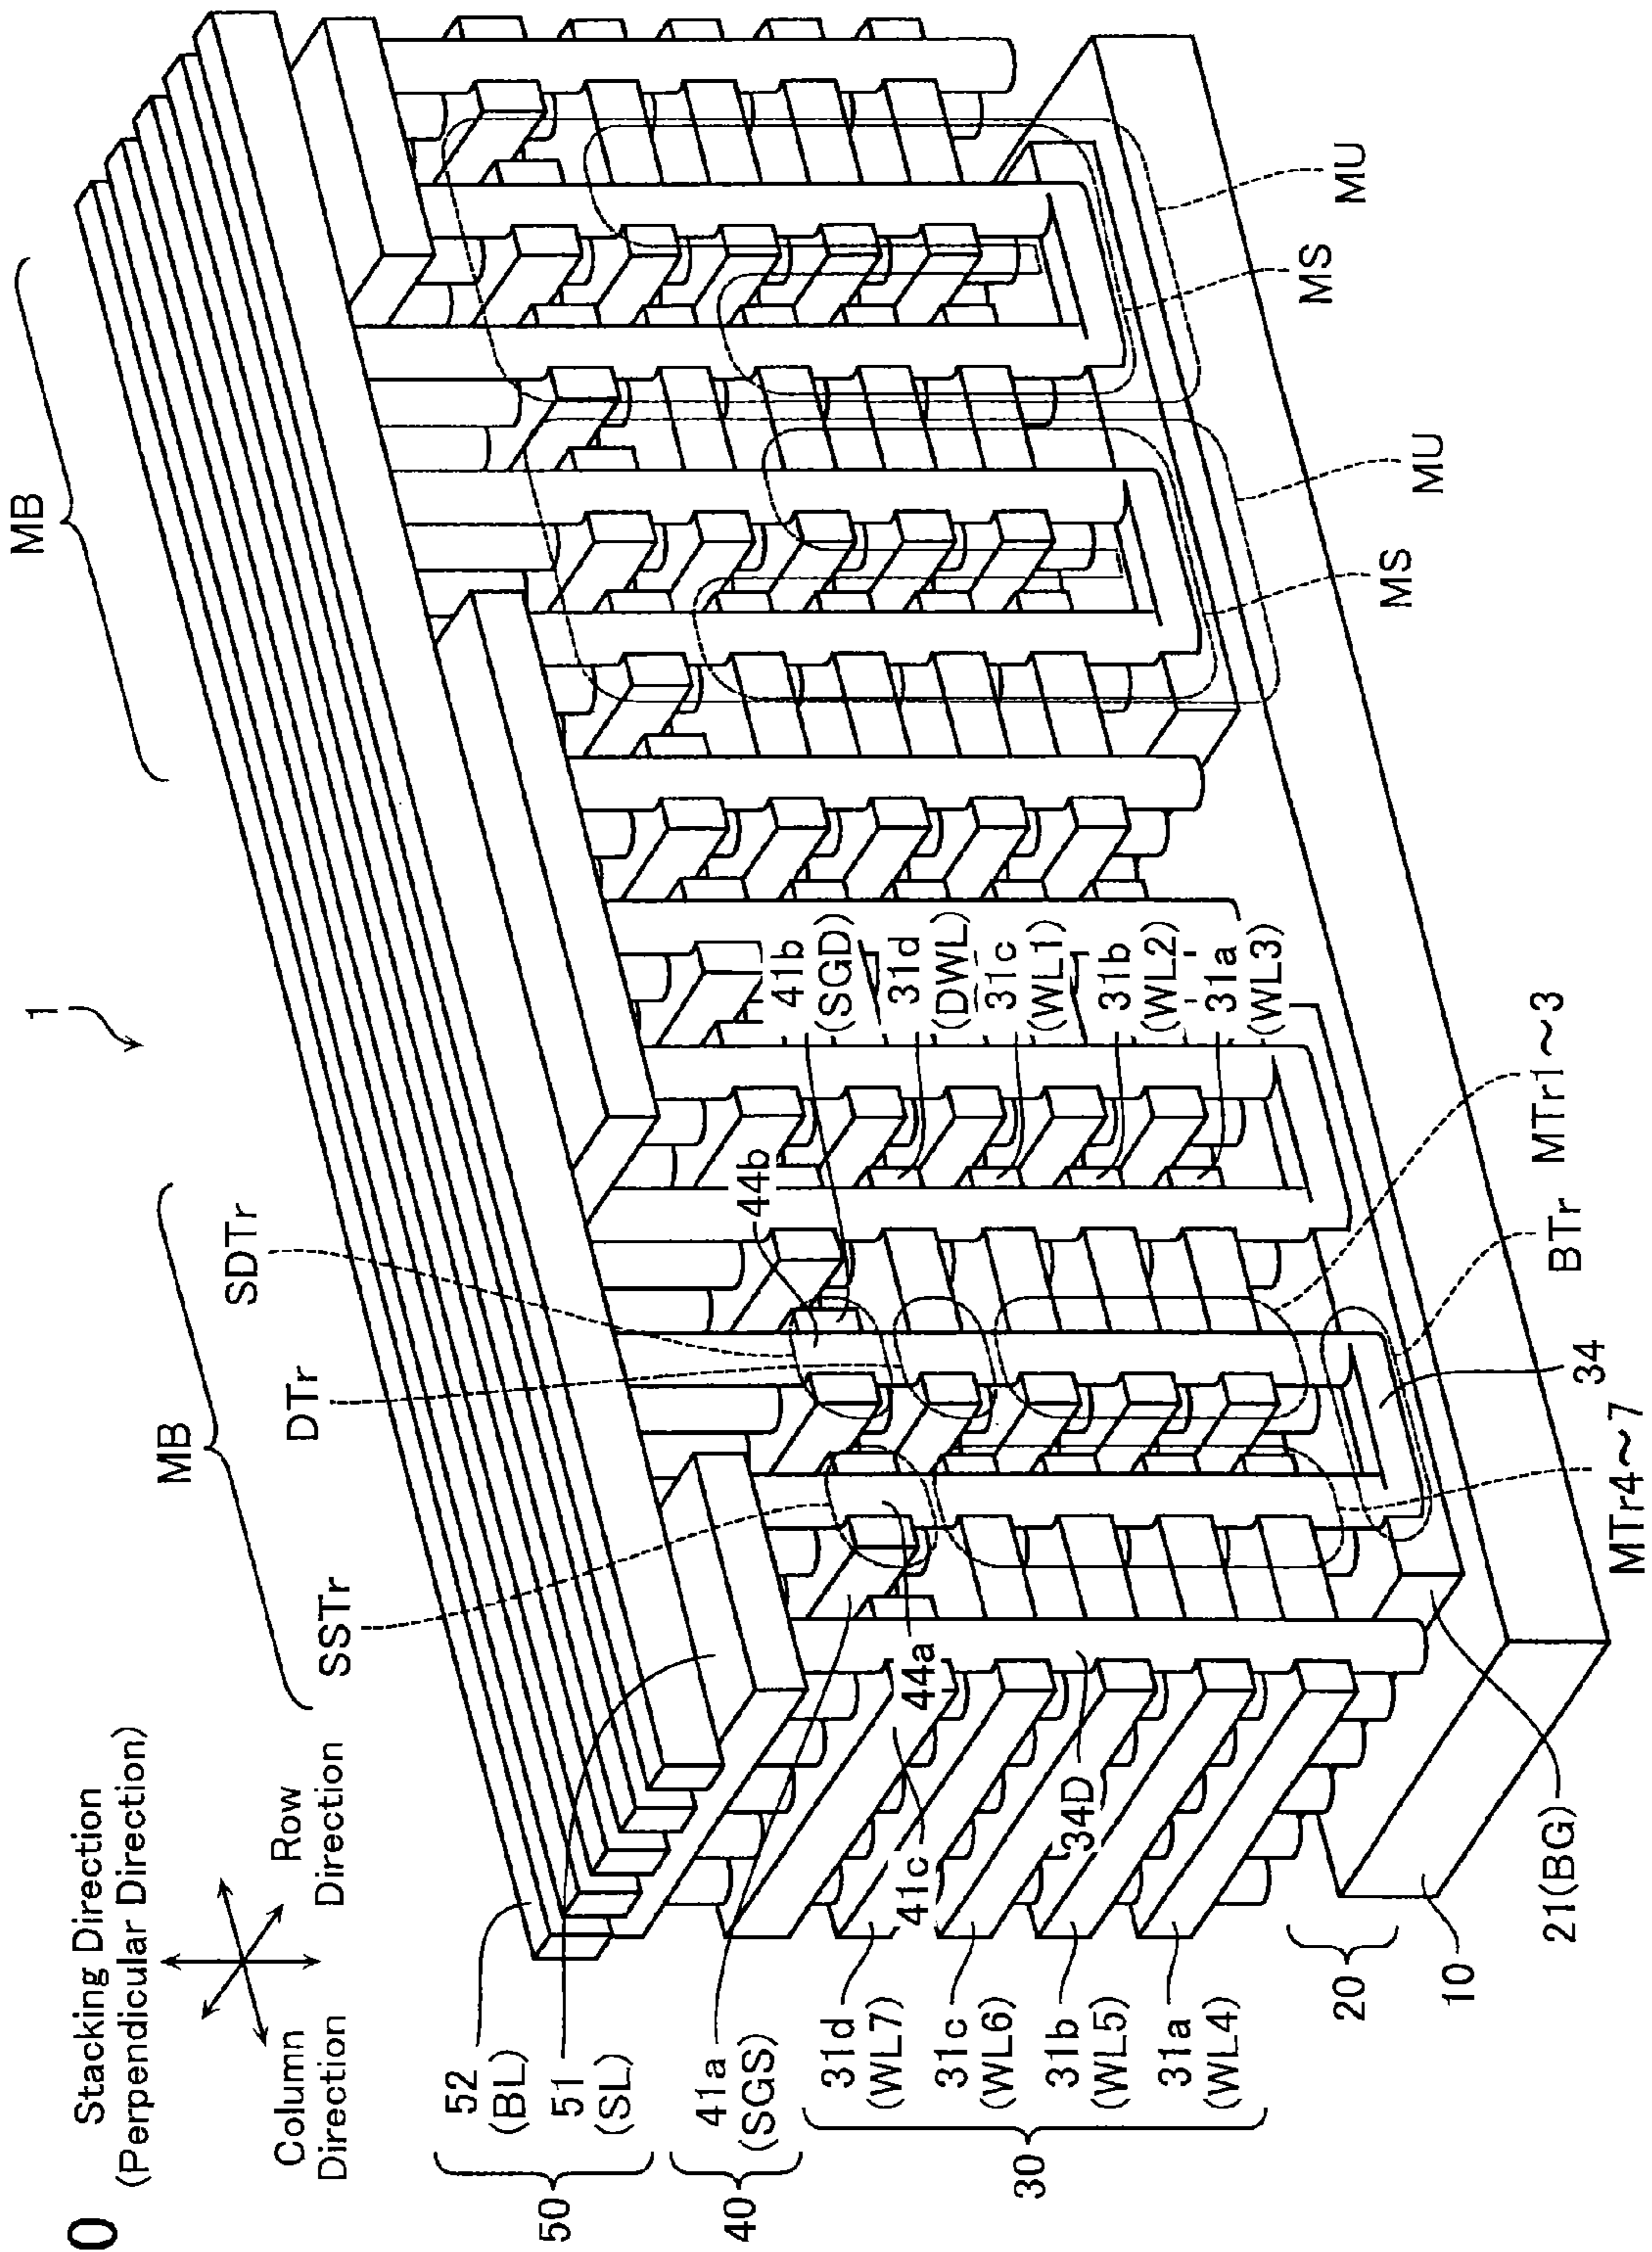 0
Stacking Direction
(Perpendicular Direction)
Column
Direction
Row
Direction
1
MB
MB
SSTr
DTr
SDTr
52
(BL)
51
(SL)
50
41a
(SGS)
40
31d
(WL7)
31c
(WL6)
31b
(WL5)
31a
(WL4)
30
20
10
21(BG)
41c
44a
34D
44b
41b
(SGD)
31d
(DWL)
31c
(WL1)
31b
(WL2)
31a
(WL3)
MTr4~7
34
BTr
MTr1~3
MS
MU
MS
MU